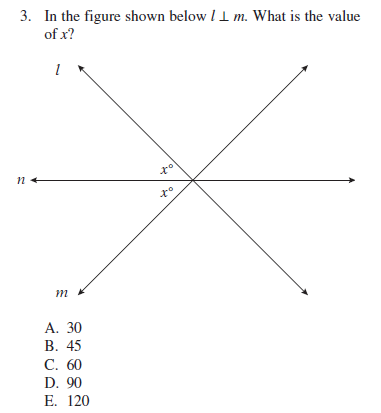 3. In the figure shown below l ⊥ m. What is the value
of x?
l
x°
n
x°
m
A. 30
B. 45
C. 60
D. 90
E. 120